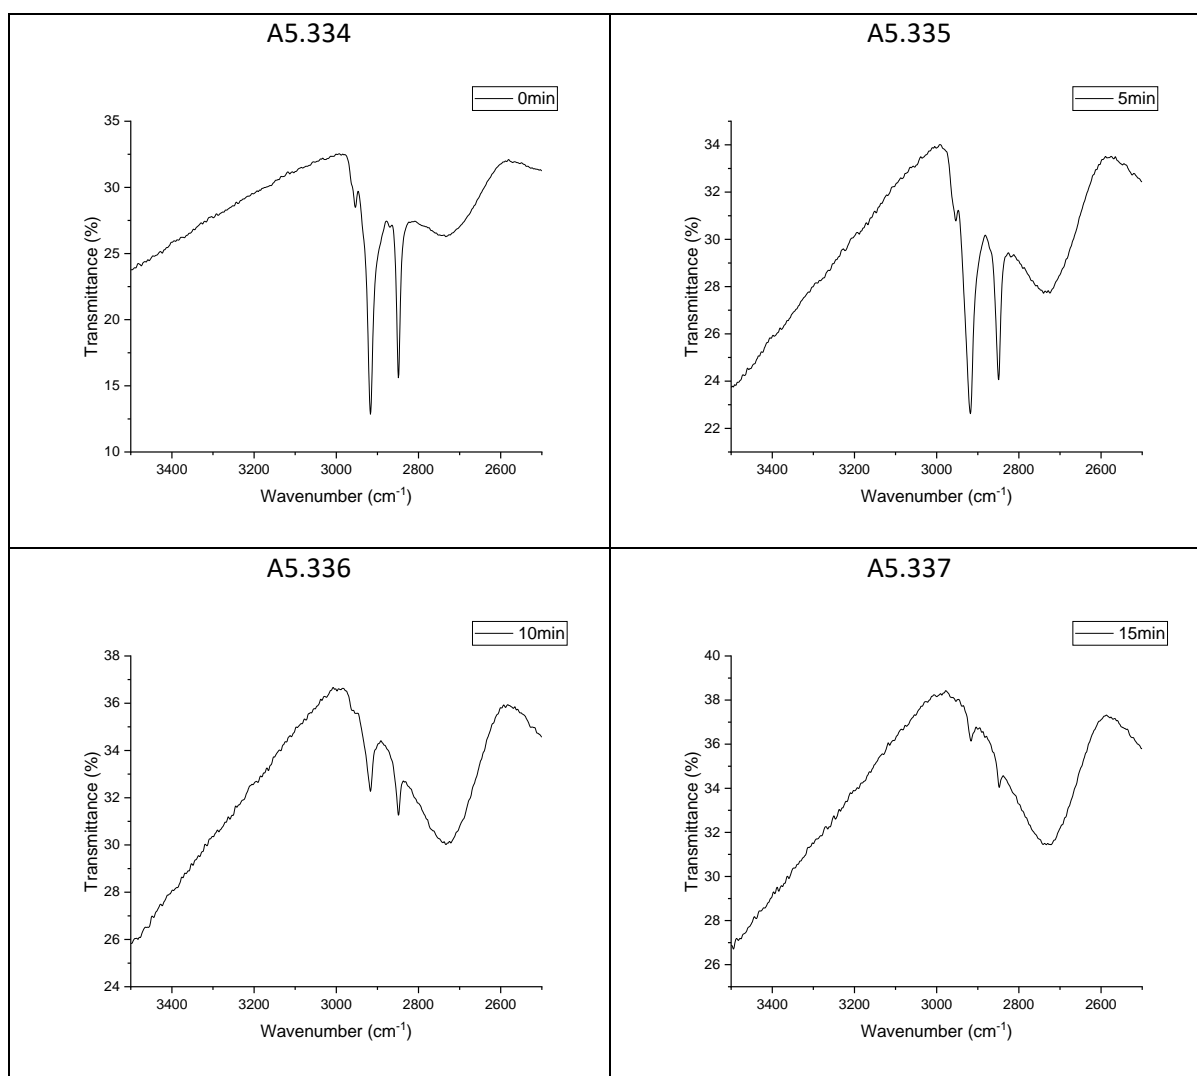 A5.334
0min
35
30
25
20
15
10
Transmittance (%)
3400 3200 3000 2800 2600
Wavenumber (cm-1)
A5.335
5min
34
32
30
28
26
24
22
Transmittance (%)
3400 3200 3000 2800 2600
Wavenumber (cm-1)
A5.336
10min
38
36
34
32
30
28
26
24
Transmittance (%)
3400 3200 3000 2800 2600
Wavenumber (cm-1)
A5.337
15min
40
38
36
34
32
30
28
26
Transmittance (%)
3400 3200 3000 2800 2600
Wavenumber (cm-1)